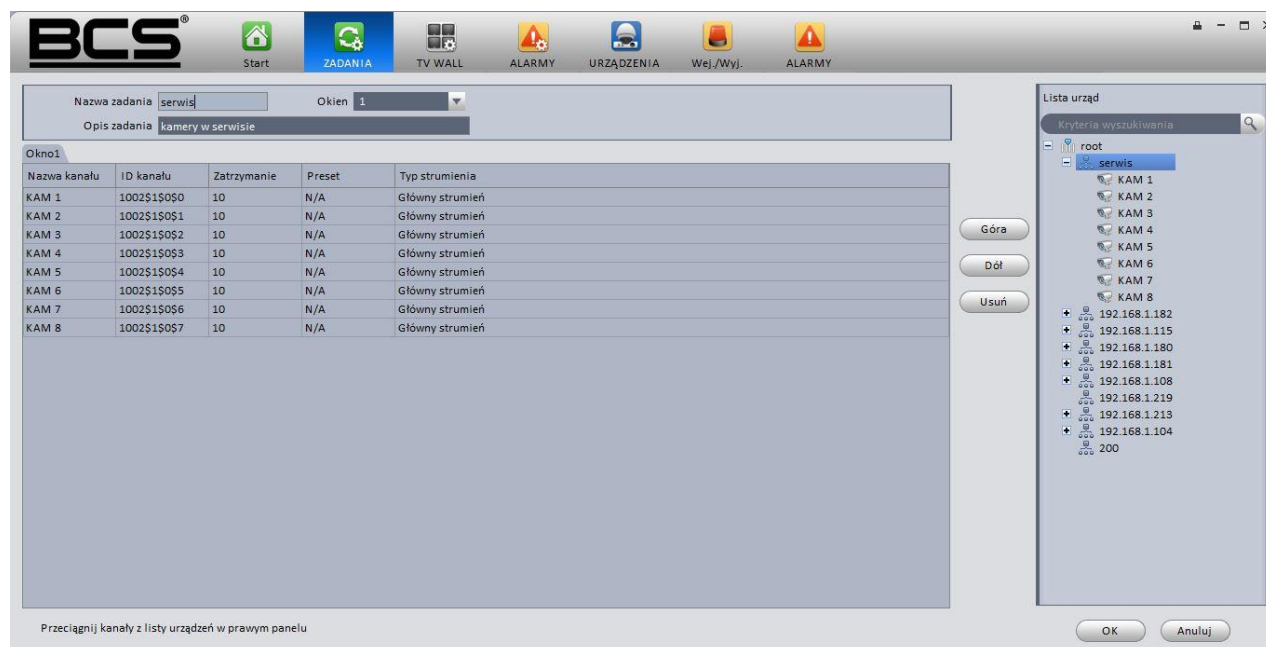 BCS®
Start
ZADANIA
TV WALL
ALARMY
URZĄDZENIA
Wej./Wyj.
ALARMY
Nazwa zadania serwis Okien 1
Opis zadania kamery w serwisie
Okno1
Nazwa kanału ID kanału Zatrzymanie Preset Typ strumienia
KAM 1 1002$1$0$0 10 N/A Główny strumień
KAM 2 1002$1$0$1 10 N/A Główny strumień
KAM 3 1002$1$0$2 10 N/A Główny strumień
KAM 4 1002$1$0$3 10 N/A Główny strumień
KAM 5 1002$1$0$4 10 N/A Główny strumień
KAM 6 1002$1$0$5 10 N/A Główny strumień
KAM 7 1002$1$0$6 10 N/A Główny strumień
KAM 8 1002$1$0$7 10 N/A Główny strumień
Góra
Dół
Usuń
Lista urząd
Kryteria wyszukiwania
root
serwis
KAM 1
KAM 2
KAM 3
KAM 4
KAM 5
KAM 6
KAM 7
KAM 8
192.168.1.182
192.168.1.115
192.168.1.180
192.168.1.181
192.168.1.108
192.168.1.219
192.168.1.213
192.168.1.104
200
Przeciągnij kanały z listy urządzeń w prawym panelu
OK
Anuluj